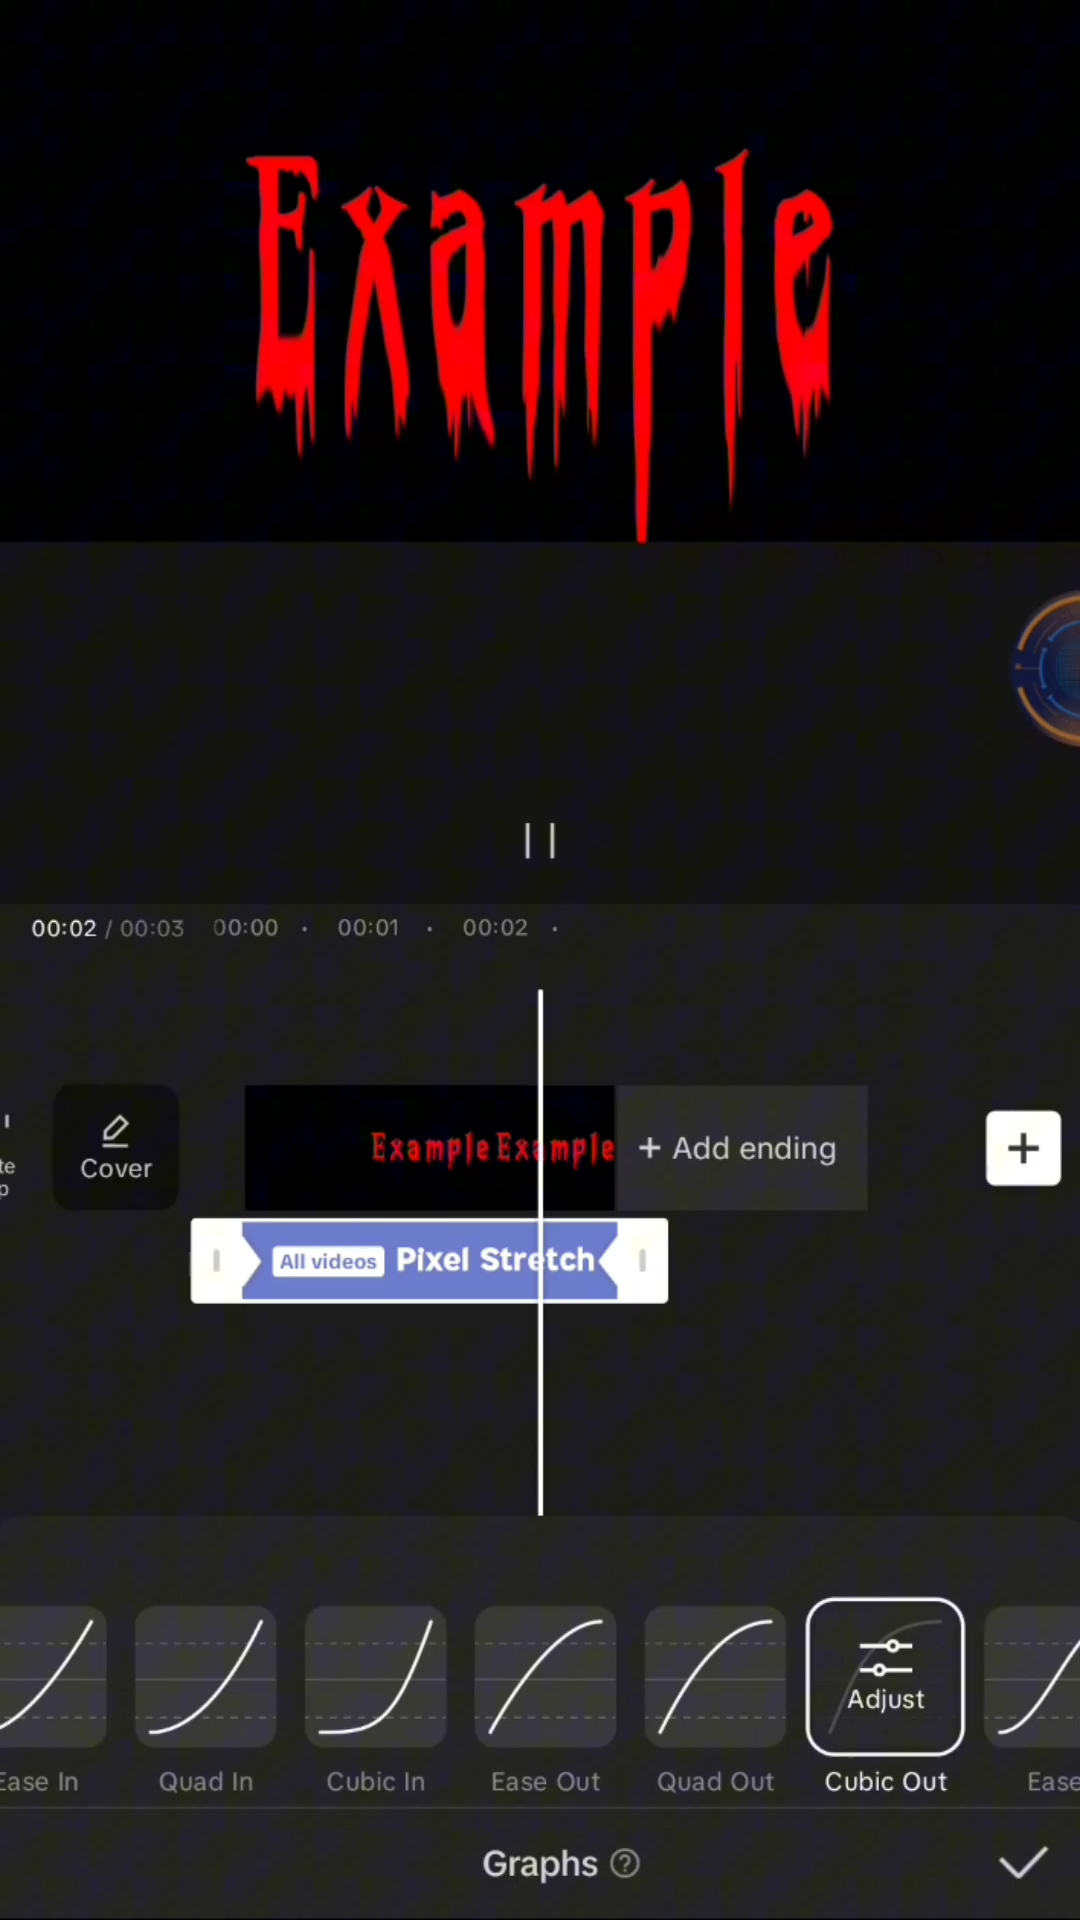 Example
00:02 / 00:03 00:00 · 00:01 · 00:02 ·
te
p
Cover
Example Example
+ Add ending
All videos Pixel Stretch
Adjust
Ease In Quad In Cubic In Ease Out Quad Out Cubic Out Ease
Graphs ?